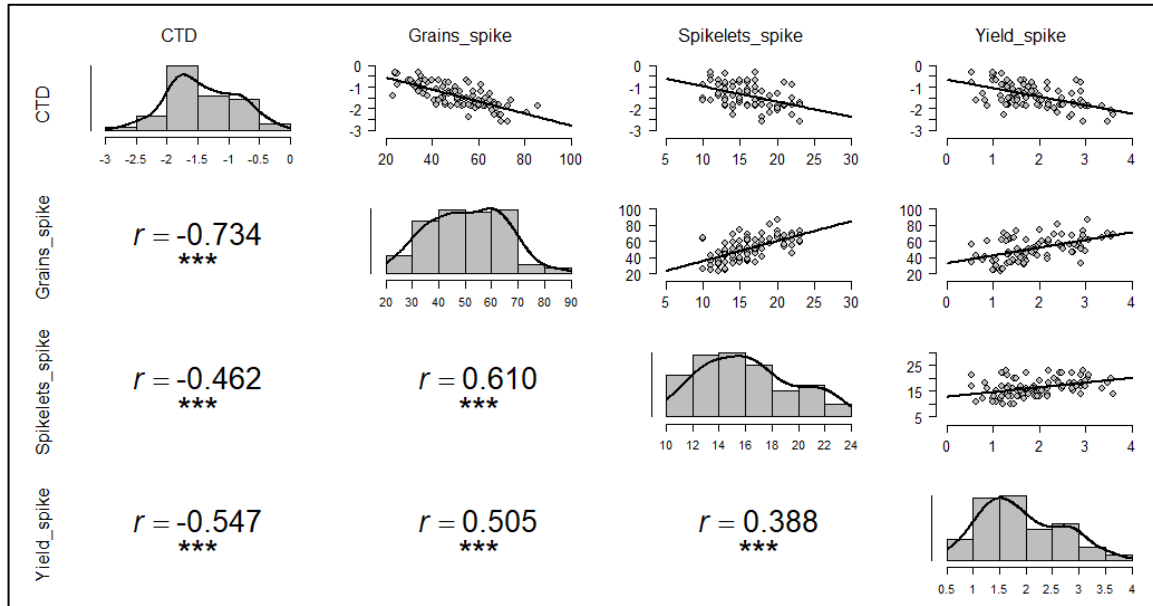 CTD Grains_spike Spikelets_spike Yield_spike
CTD
0
-1
-2
-3
0
-1
-2
-3
0
-1
-2
-3
-3 -2.5 -2 -1.5 -1 -0.5 0
20 40 60 80 100
5 10 15 20 25 30
0 1 2 3 4
Grains_spike
r = -0.734
***
100
80
60
40
20
100
80
60
40
20
20 30 40 50 60 70 80 90
5 10 15 20 25 30
0 1 2 3 4
Spikelets_spike
r = -0.462
***
r = 0.610
***
25
15
5
10 12 14 16 18 20 22 24
0 1 2 3 4
Yield_spike
r = -0.547
***
r = 0.505
***
r = 0.388
***
0.5 1 1.5 2 2.5 3 3.5 4